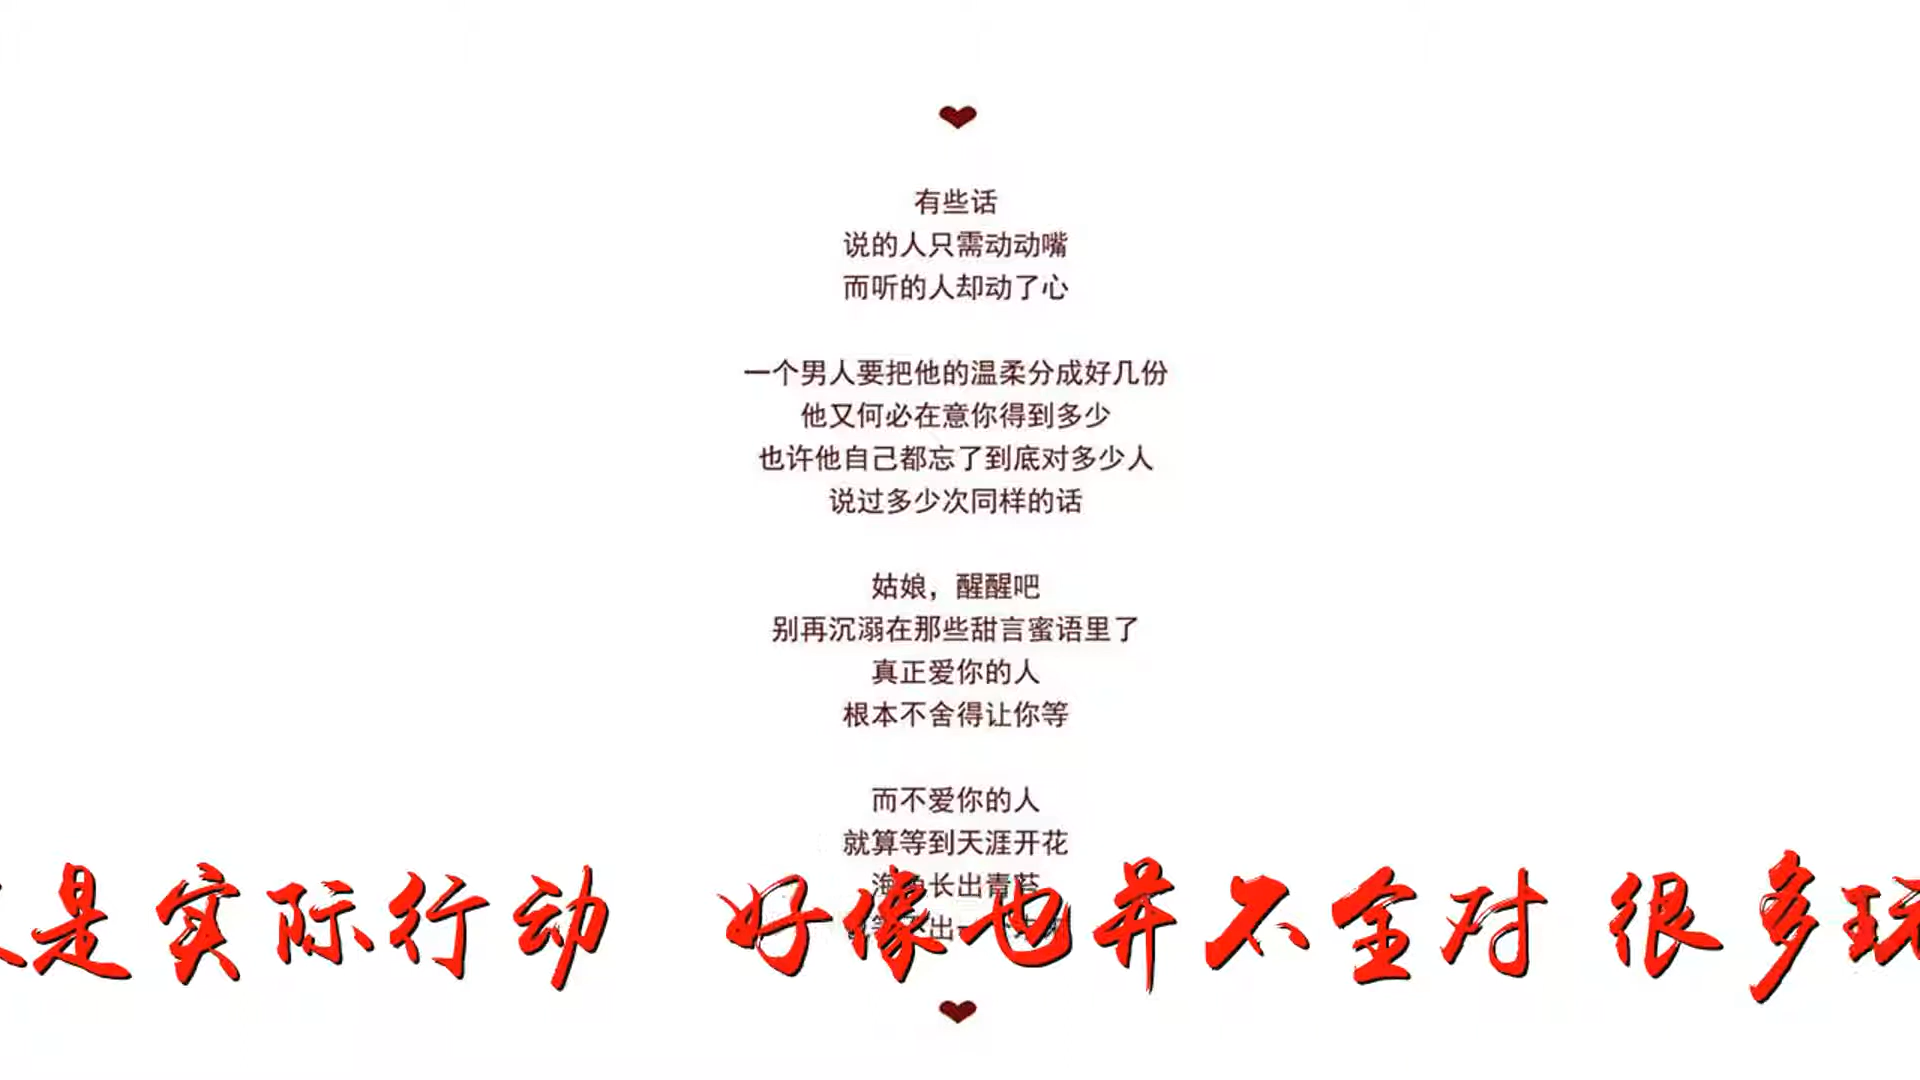 有些话
说的人只需动动嘴
而听的人却动了心
一个男人要把他的温柔分成好几份
他又何必在意你得到多少
也许他自己都忘了到底对多少人
说过多少次同样的话
姑娘，醒醒吧
别再沉溺在那些甜言蜜语里了
真正爱你的人
根本不舍得让你等
而不爱你的人
就算等到天涯开花
海 长出青苔
出一
是实际行动 好像也并不全对 很多玩